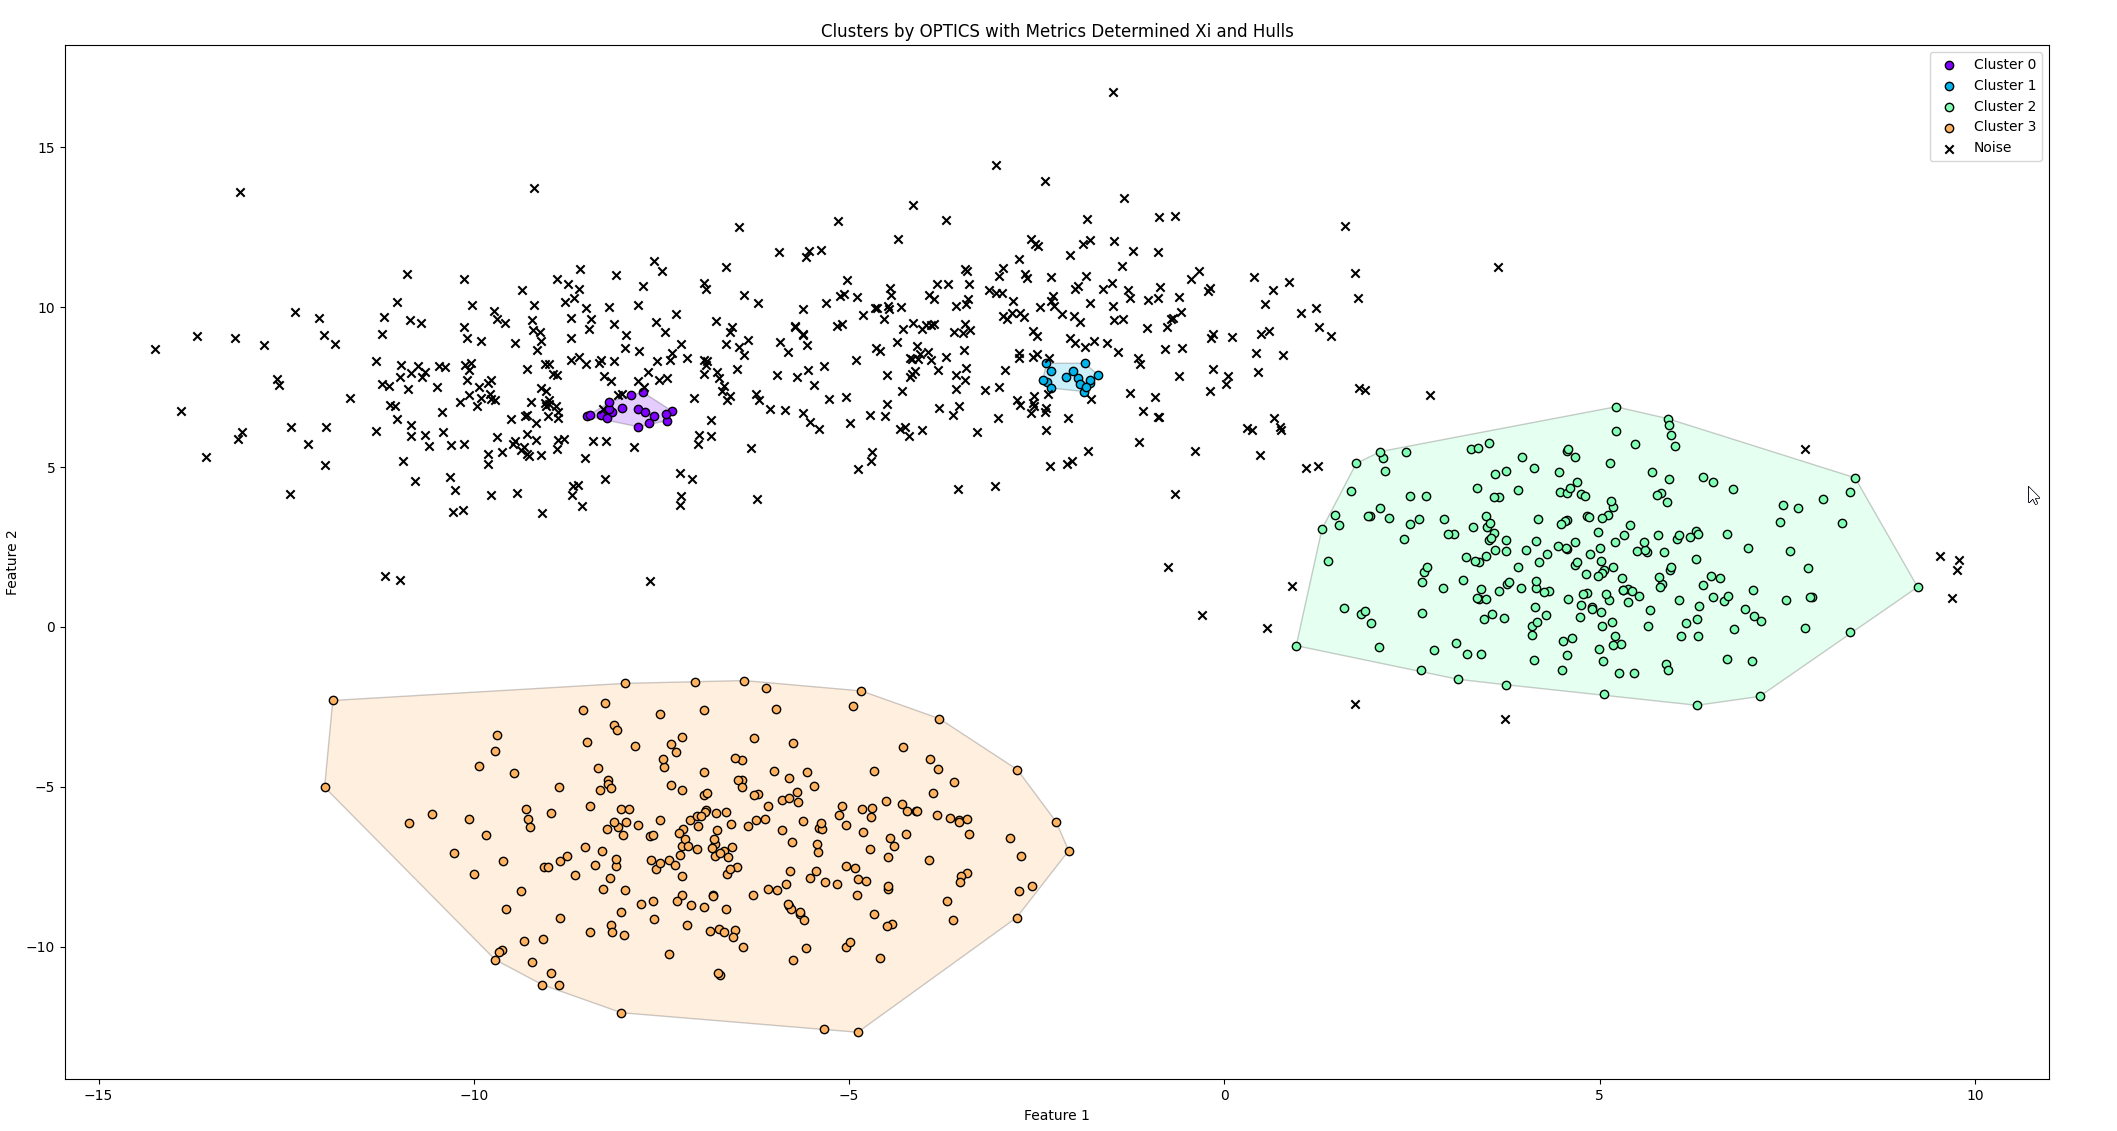 Clusters by OPTICS with Metrics Determined Xi and Hulls
Cluster 0
Cluster 1
Cluster 2
Cluster 3
Noise
15
10
5
0
−5
−10
Feature 2
−15
−10
−5
0
5
10
Feature 1